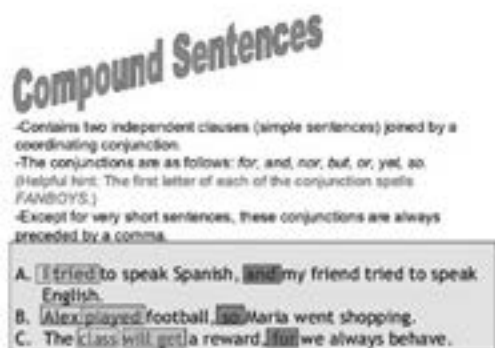 Compound Sentences
-Contains two independent clauses (simple sentences) joined by a
coordinating conjunction.
-The conjunctions are as follows: for, and, nor, but, or, yet, so.
(Helpful hint: The first letter of each of the conjunction spells
FANBOYS.)
-Except for very short sentences, these conjunctions are always
preceded by a comma.
A. I tried to speak Spanish, and my friend tried to speak
English.
B. Alex played football, so Maria went shopping.
C. The class will get a reward, for we always behave.